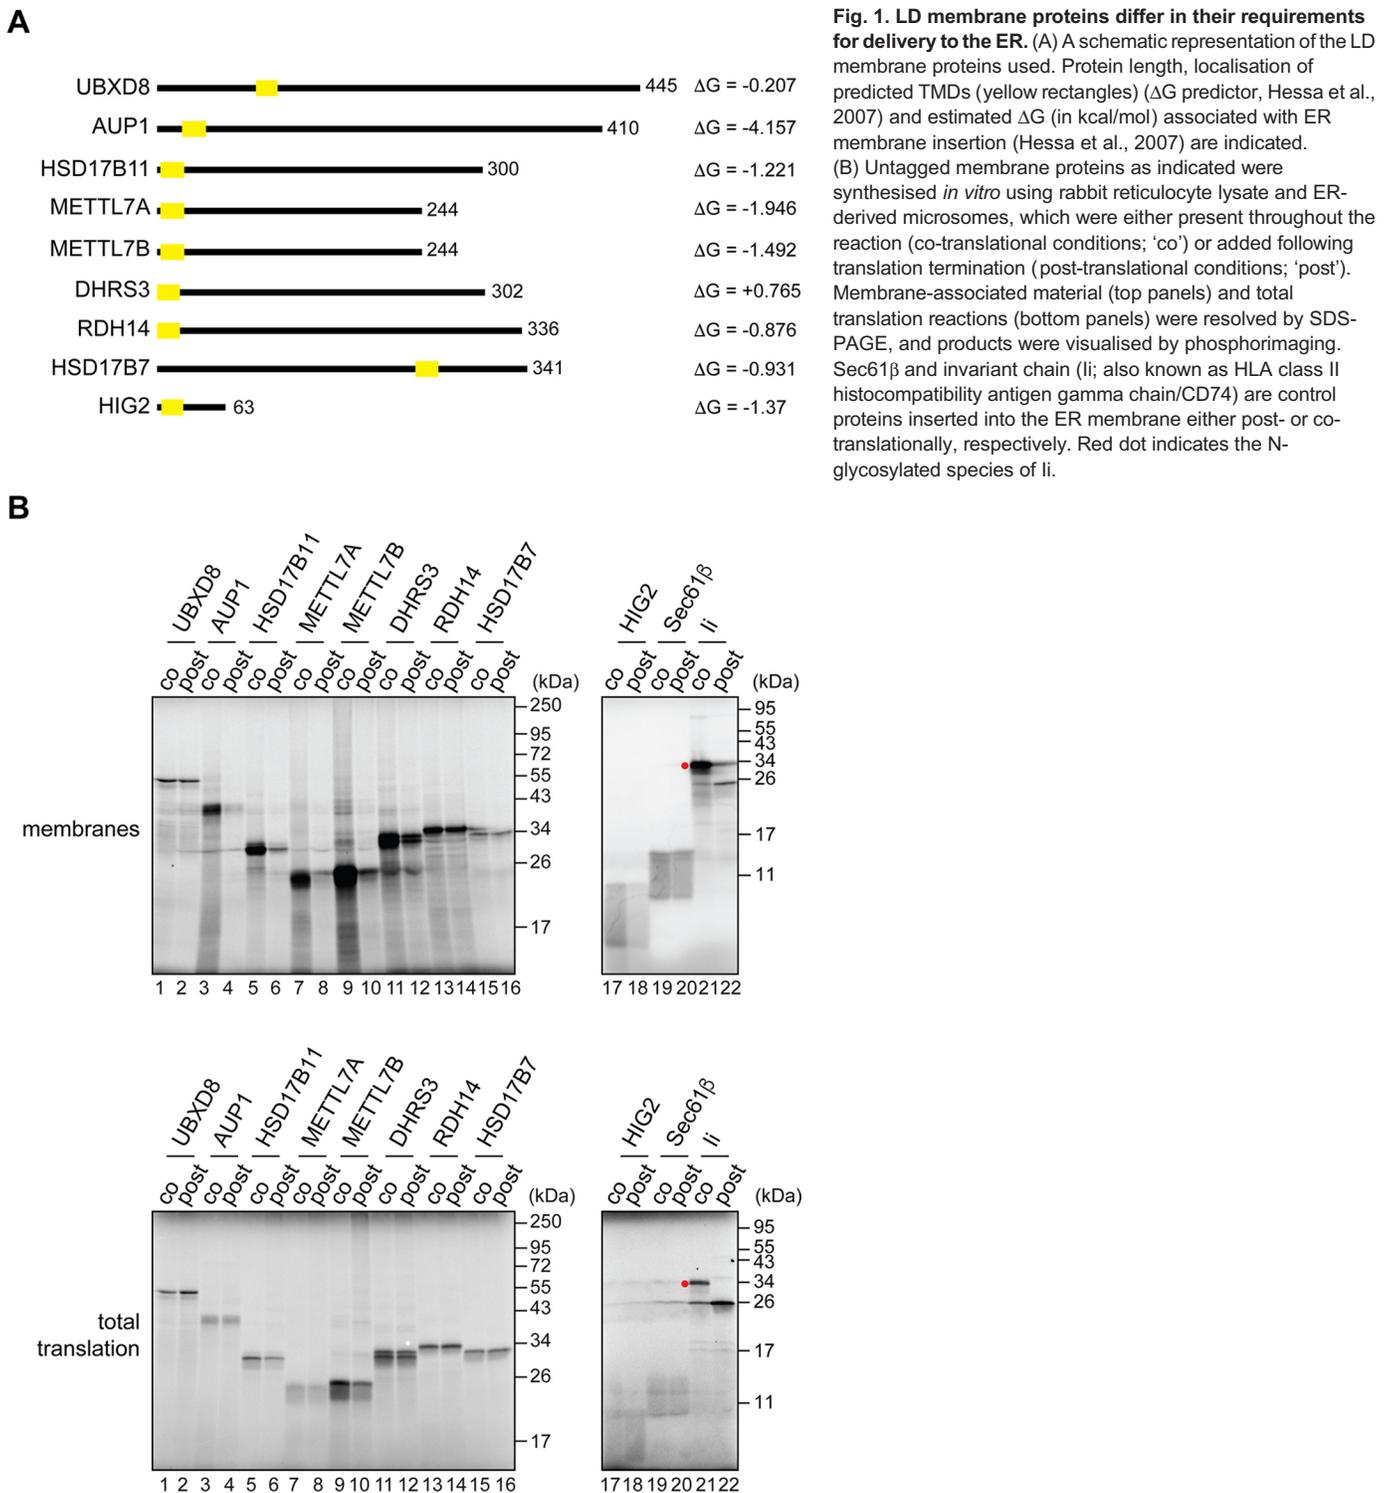 A
UBXD8 445 ΔG = -0.207
AUP1 410 ΔG = -4.157
HSD17B11 300 ΔG = -1.221
METTL7A 244 ΔG = -1.946
METTL7B 244 ΔG = -1.492
DHRS3 302 ΔG = +0.765
RDH14 336 ΔG = -0.876
HSD17B7 341 ΔG = -0.931
HIG2 63 ΔG = -1.37
Fig. 1. LD membrane proteins differ in their requirements
for delivery to the ER. (A) A schematic representation of the LD
membrane proteins used. Protein length, localisation of
predicted TMDs (yellow rectangles) (ΔG predictor, Hessa et al.,
2007) and estimated ΔG (in kcal/mol) associated with ER
membrane insertion (Hessa et al., 2007) are indicated.
(B) Untagged membrane proteins as indicated were
synthesised in vitro using rabbit reticulocyte lysate and ER-
derived microsomes, which were either present throughout the
reaction (co-translational conditions; ‘co’) or added following
translation termination (post-translational conditions; ‘post’).
Membrane-associated material (top panels) and total
translation reactions (bottom panels) were resolved by SDS-
PAGE, and products were visualised by phosphorimaging.
Sec61β and invariant chain (Ii; also known as HLA class II
histocompatibility antigen gamma chain/CD74) are control
proteins inserted into the ER membrane either post- or co-
translationally, respectively. Red dot indicates the N-
glycosylated species of Ii.
B
UBXD8 AUP1 HSD17B11 METTL7A METTL7B DHRS3 RDH14 HSD17B7
co post co post co post co post co post co post co post co post (kDa)
250
95
72
55
43
34
26
17
membranes
1 2 3 4 5 6 7 8 9 10 11 12 13 14 15 16
HIG2 Sec61β Ii
co post co post co post (kDa)
95
55
43
34
26
17
11
17 18 19 20 21 22
UBXD8 AUP1 HSD17B11 METTL7A METTL7B DHRS3 RDH14 HSD17B7
co post co post co post co post co post co post co post co post (kDa)
250
95
72
55
43
34
26
17
total
translation
1 2 3 4 5 6 7 8 9 10 11 12 13 14 15 16
HIG2 Sec61β Ii
co post co post co post (kDa)
95
55
43
34
26
17
11
17 18 19 20 21 22